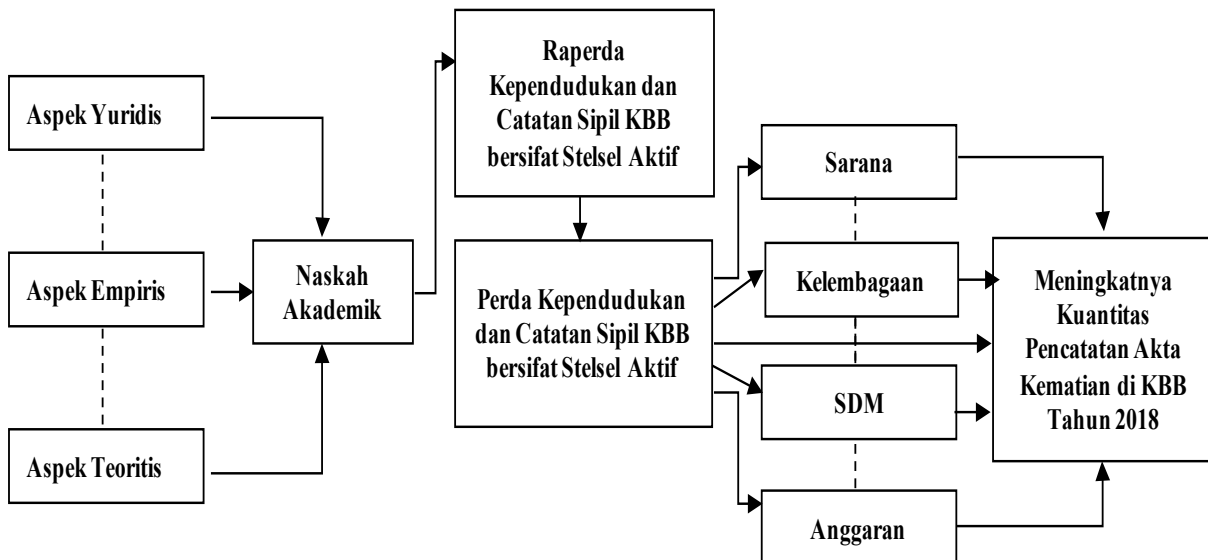 Aspek Yuridis
Aspek Empiris
Aspek Teoritis
Naskah
Akademik
Raperda
Kependudukan dan
Catatan Sipil KBB
bersifat Stelsel Aktif
Perda Kependudukan
dan Catatan Sipil KBB
bersifat Stelsel Aktif
Sarana
Kelembagaan
SDM
Anggaran
Meningkatnya
Kuantitas
Pencatatan Akta
Kematian di KBB
Tahun 2018